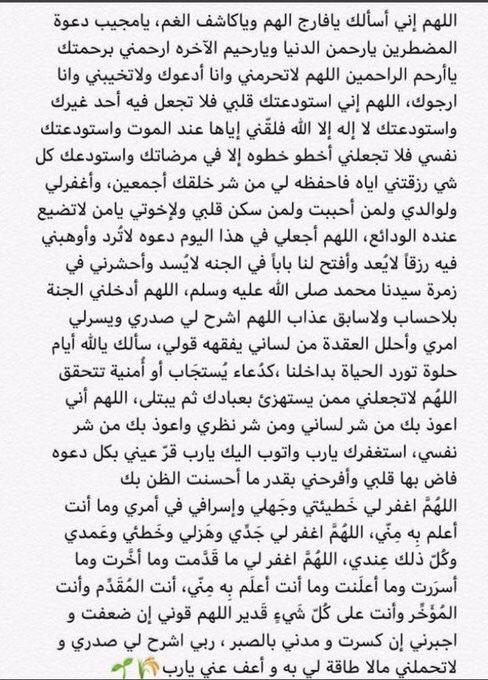 اللهم إني أسألك يافارج الهم وياكاشف الغم، يامجيب دعوة
المضطرين يارحمن الدنيا ويارحيم الآخره ارحمني برحمتك
ياأرحم الراحمين اللهم لاتحرمني وانا أدعوك ولاتخيبني وانا
ارجوك، اللهم إني استودعتك قلبي فلا تجعل فيه أحد غيرك
واستودعتك لا إله إلا الله فلقّني إياها عند الموت واستودعتك
نفسي فلا تجعلني أخطو خطوه إلا في مرضاتك واستودعك كل
شي رزقتني اياه فاحفظه لي من شر خلقك أجمعين، وأغفرلي
ولوالدي ولمن أحببت ولمن سكن قلبي ولإخوتي يامن لاتضيع
عنده الودائع، اللهم أجعلي في هذا اليوم دعوه لاتُرد وأوهبني
فيه رزقاً لايُعد وأفتح لنا باباً في الجنه لايُسد وأحشرني في
زمرة سيدنا محمد صلى الله عليه وسلم، اللهم أدخلني الجنة
بلاحساب ولاسابق عذاب اللهم اشرح لي صدري ويسرلي
امري وأحلل العقدة من لساني يفقهه قولي، سألك يالله أيام
حلوة تورد الحياة بداخلنا ،كدُعاء يُستجَاب أو أُمنية تتحقق
اللهُم لاتجعلني ممن يستهزئ بعبادك ثم يبتلى، اللهم أني
اعوذ بك من شر لساني ومن شر نظري واعوذ بك من شر
نفسي، استغفرك يارب واتوب اليك يارب قرّ عيني بكل دعوه
فاض بها قلبي وأفرحني بقدر ما أحسنت الظن بك
اللهُمَّ اغفر لي خَطيئتي وجَهلي وإسرافي في أمري وما أنت
أعلم بِه مِنّي، اللهُمَّ اغفر لي جَدِّي وهَزلي وخَطئي وعَمدي
وكُلّ ذلك عِندي، اللهُمَّ اغفر لي ما قَدَّمت وما أخَّرت وما
أسرَرت وما أعلَنت وما أنت أعلَم بِه مِنّي، أنت المُقَدِّم وأنت
المُؤَخِّر وأنت على كُلّ شَيءٍ قَدير اللهم قوني إن ضعفت و
اجبرني إن كسرت و مدني بالصبر ، ربي اشرح لي صدري و
لاتحملني مالا طاقة لي به و أعف عني يارب🌾🌱